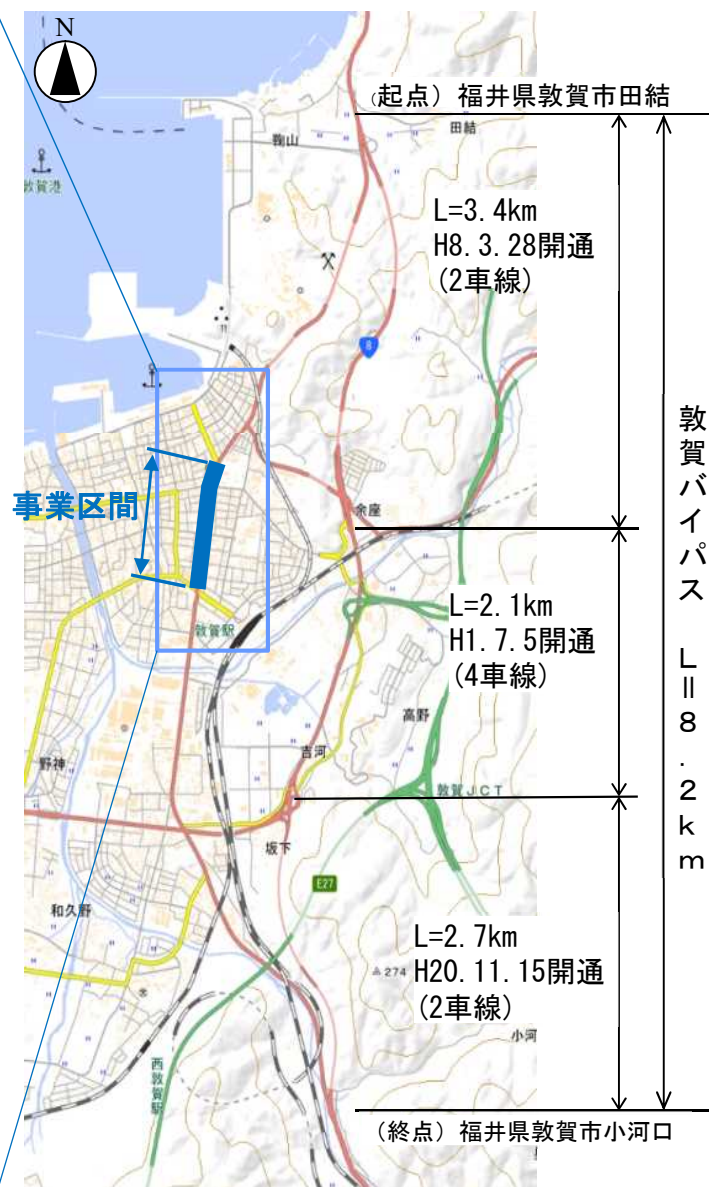 N
(起点) 福井県敦賀市田結
田結
鞠山
敦賀港
L=3.4km
H8.3.28開通
(2車線)
8
11
事業区間
余座
敦賀駅
L=2.1km
H1.7.5開通
(4車線)
敦賀バイパス L=8.2km
高野
吉河
野神
敦賀JCT
坂下
E27
和久野
L=2.7km
274
H20.11.15開通
(2車線)
小河
西敦賀駅
(終点) 福井県敦賀市小河口